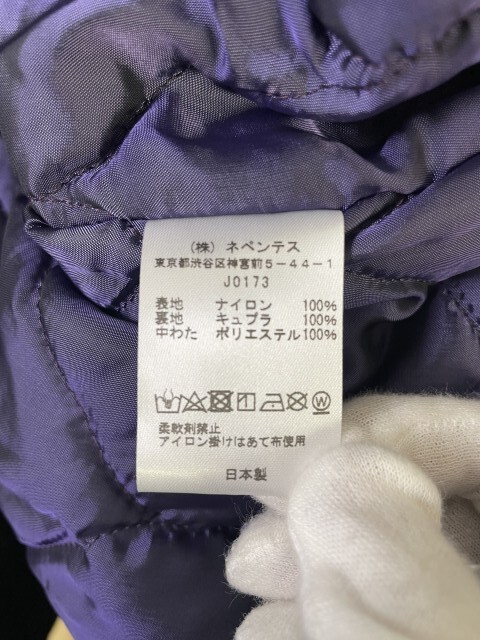 (株) ネペンテス
東京都渋谷区神宮前5-44-1
J0173
表地 ナイロン 100%
裏地 キュプラ 100%
中わた ポリエステル100%
柔軟剤禁止
アイロン掛けはあて布使用
日本製